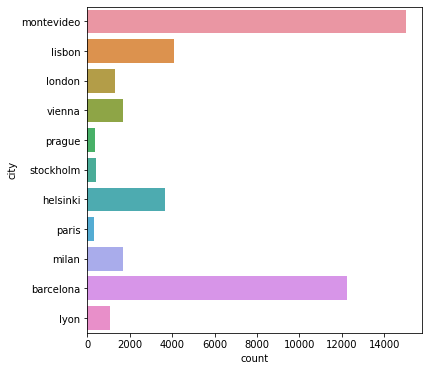 montevideo
lisbon
london
vienna
prague
stockholm
helsinki
paris
milan
barcelona
lyon
city
0 2000 4000 6000 8000 10000 12000 14000
count